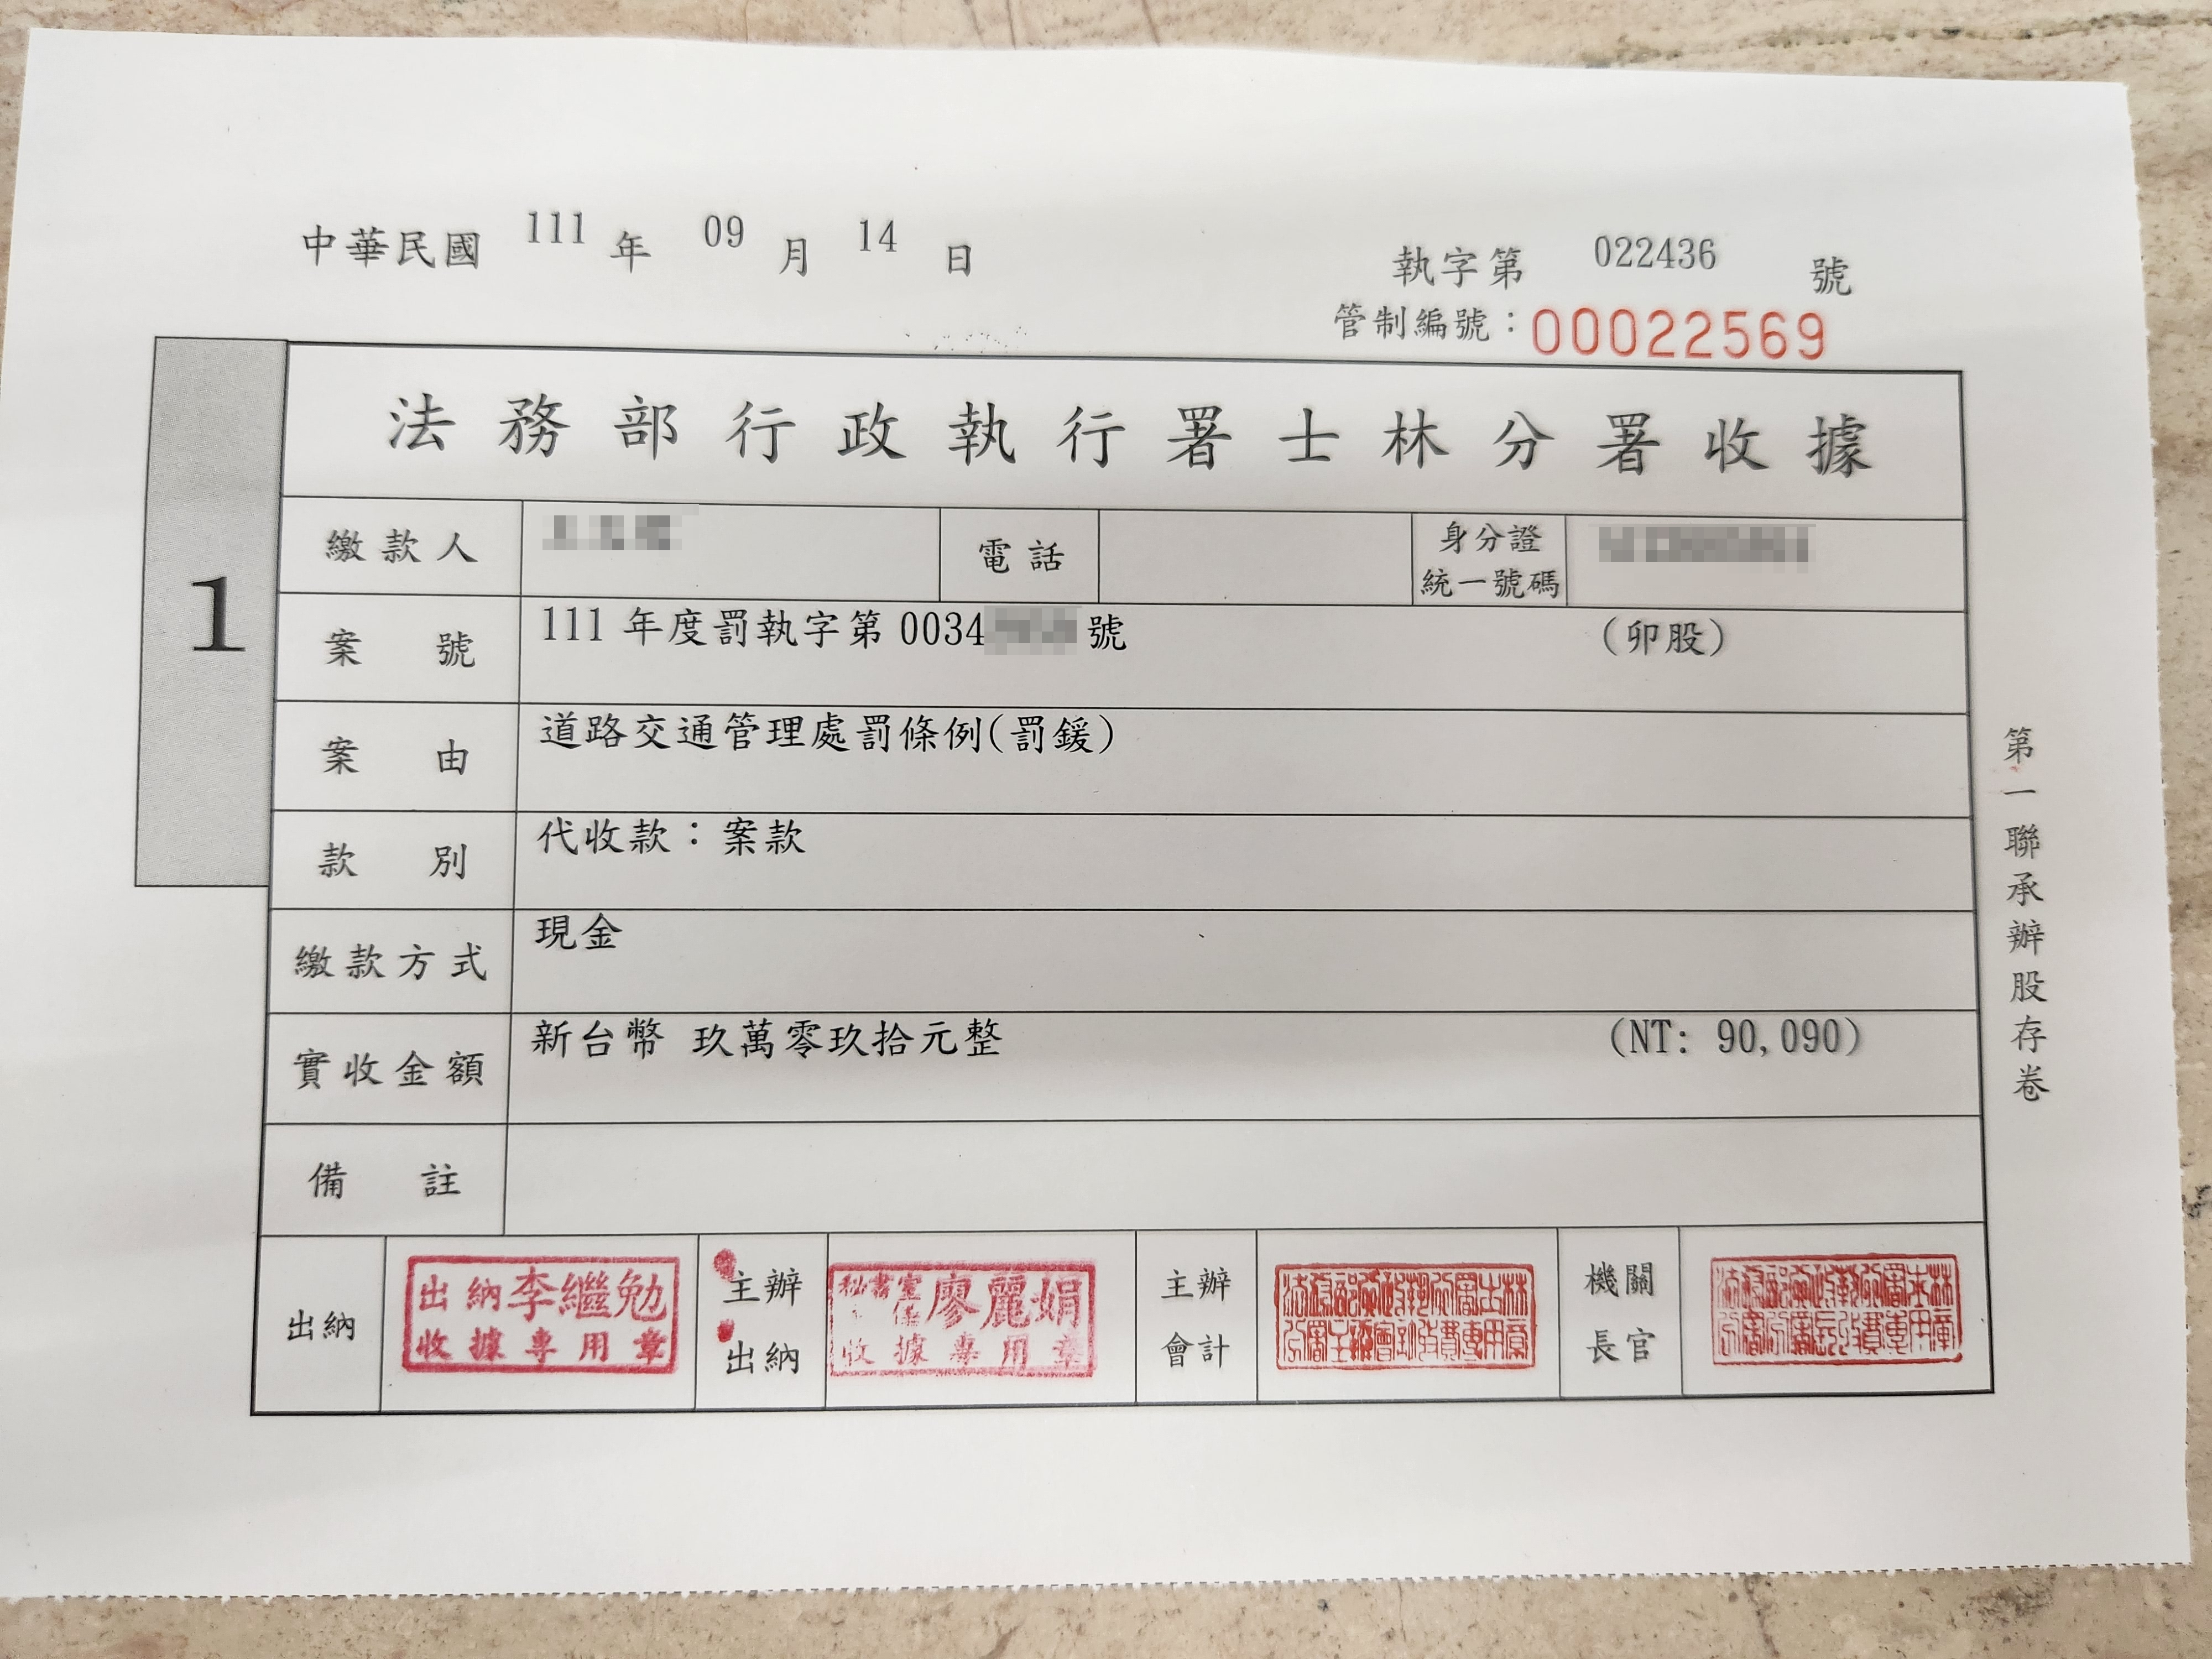 中華民國 111 年 09 月 14 日
執字第 022436 號
管制編號：00022569
1
法務部行政執行署士林分署收據
繳款人
電話
身分證
統一號碼
案號 111 年度罰執字第 0034 號 (卯股)
案由 道路交通管理處罰條例(罰鍰)
款別 代收款：案款
繳款方式 現金
實收金額 新台幣 玖萬零玖拾元整 (NT: 90,090)
備註
出納
出納李繼勉
收據專用章
主辦
出納
秘書室
廖麗娟
收據專用章
主辦
會計
機關
長官
第一聯承辦股存卷